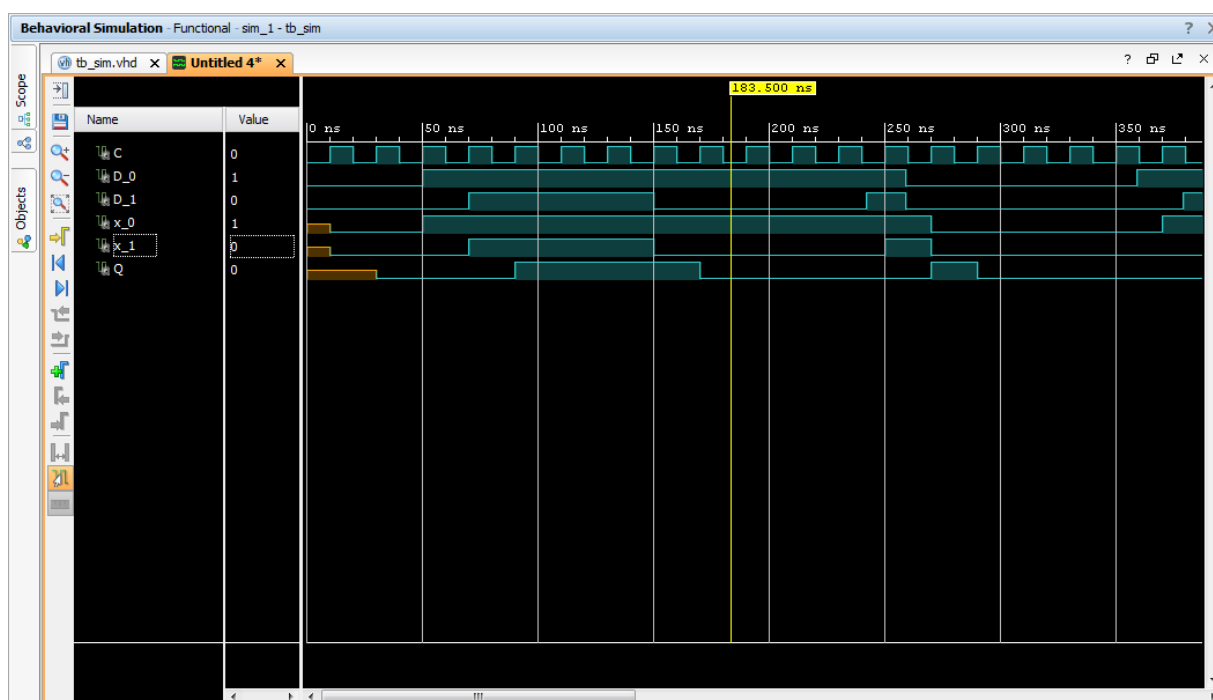 Behavioral Simulation - Functional - sim_1 - tb_sim
tb_sim.vhd
Untitled 4*
Scope
Objects
183.500 ns
Name Value
0 ns 50 ns 100 ns 150 ns 200 ns 250 ns 300 ns 350 ns
C 0
D_0 1
D_1 0
x_0 1
x_1 0
Q 0